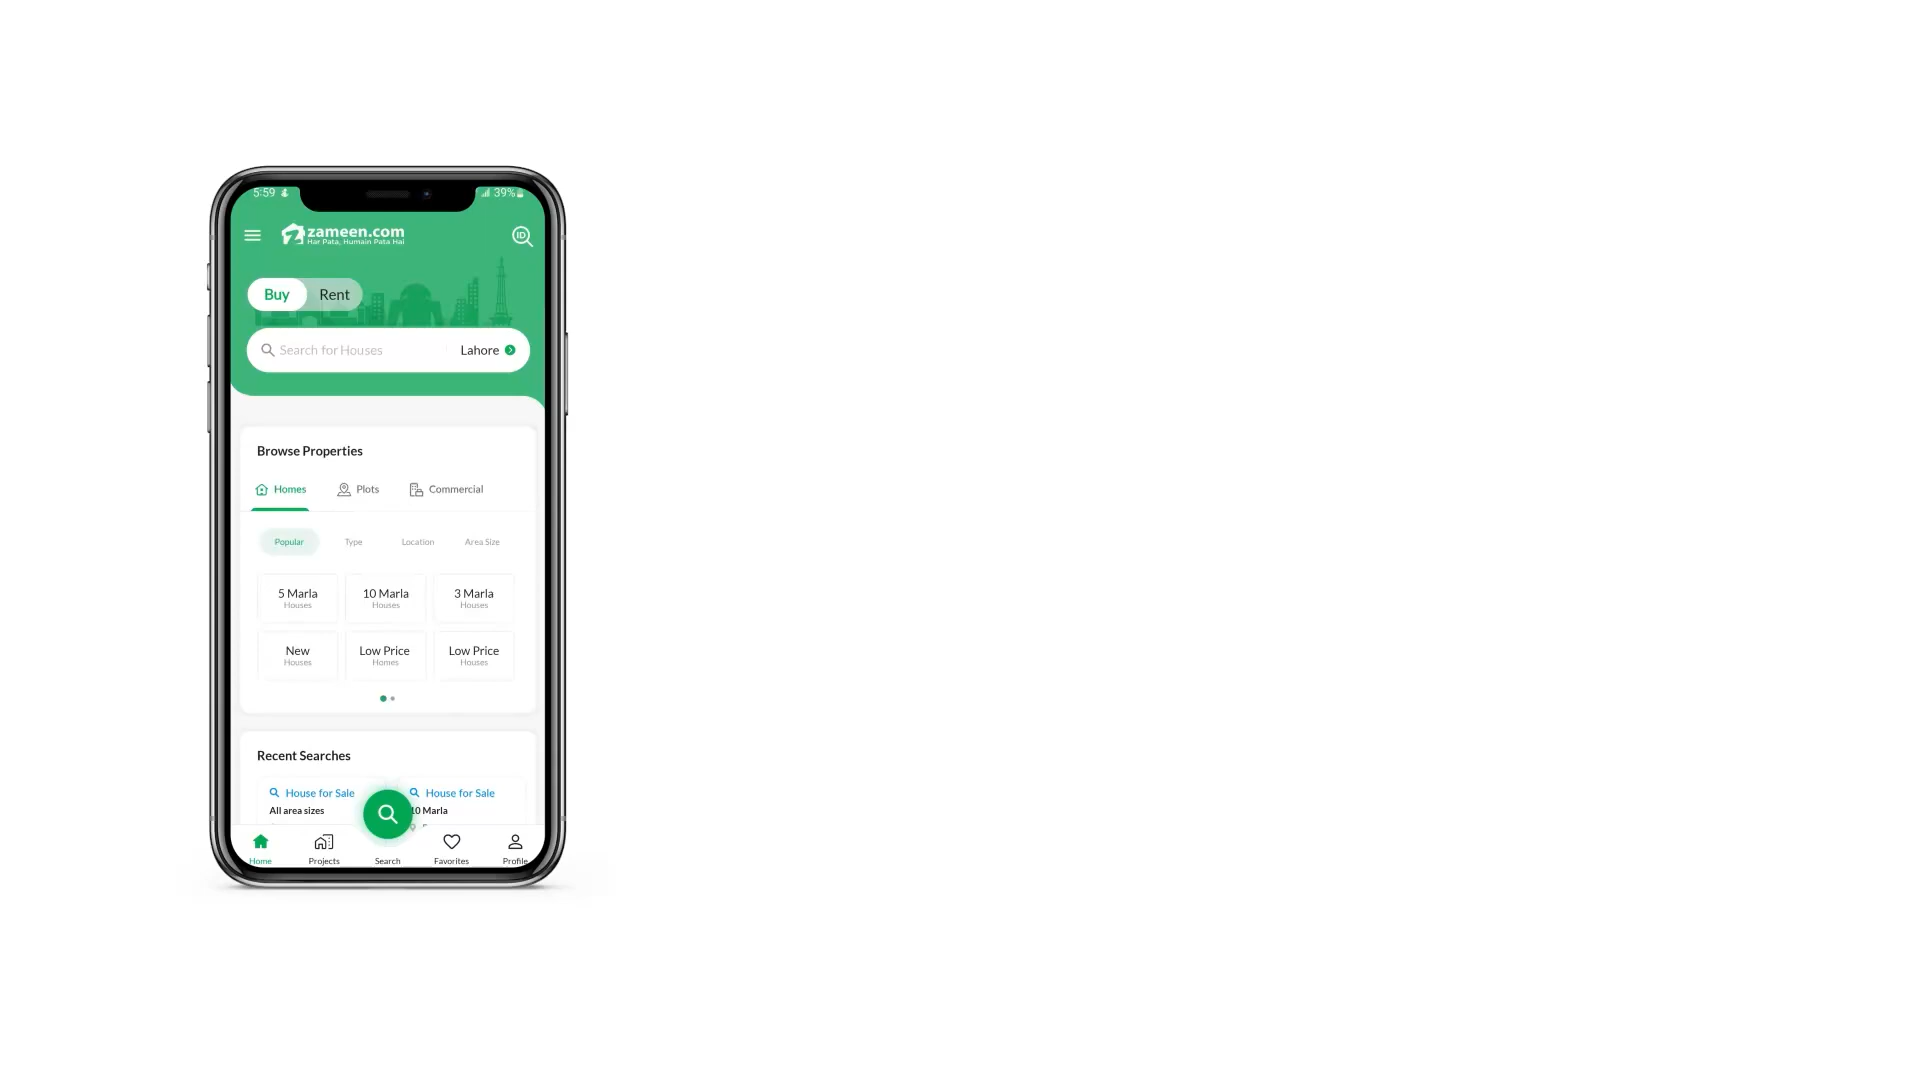 5:59
39%
zameen.com
Har Pata, Humain Pata Hai
ID
Buy Rent
Search for Houses Lahore
Browse Properties
Homes Plots Commercial
Popular Type Location Area Size
5 Marla 10 Marla 3 Marla
Houses Houses Houses
New Low Price Low Price
Houses Homes Houses
Recent Searches
House for Sale House for Sale
All area sizes 10 Marla
Home Projects Search Favorites Profile